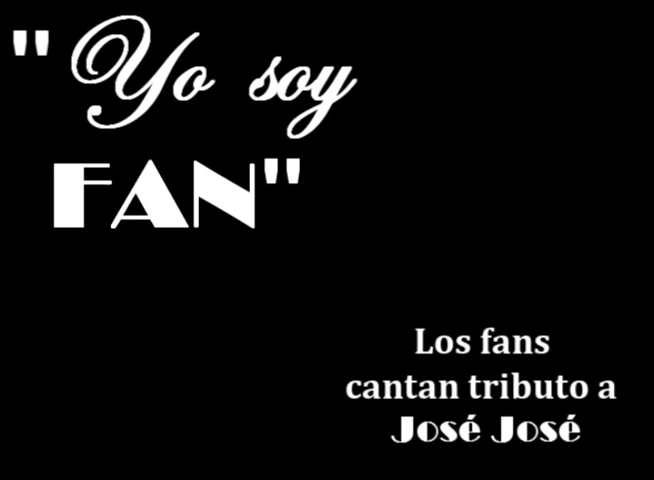 "Yo soy
FAN"
Los fans
cantan tributo a
José José